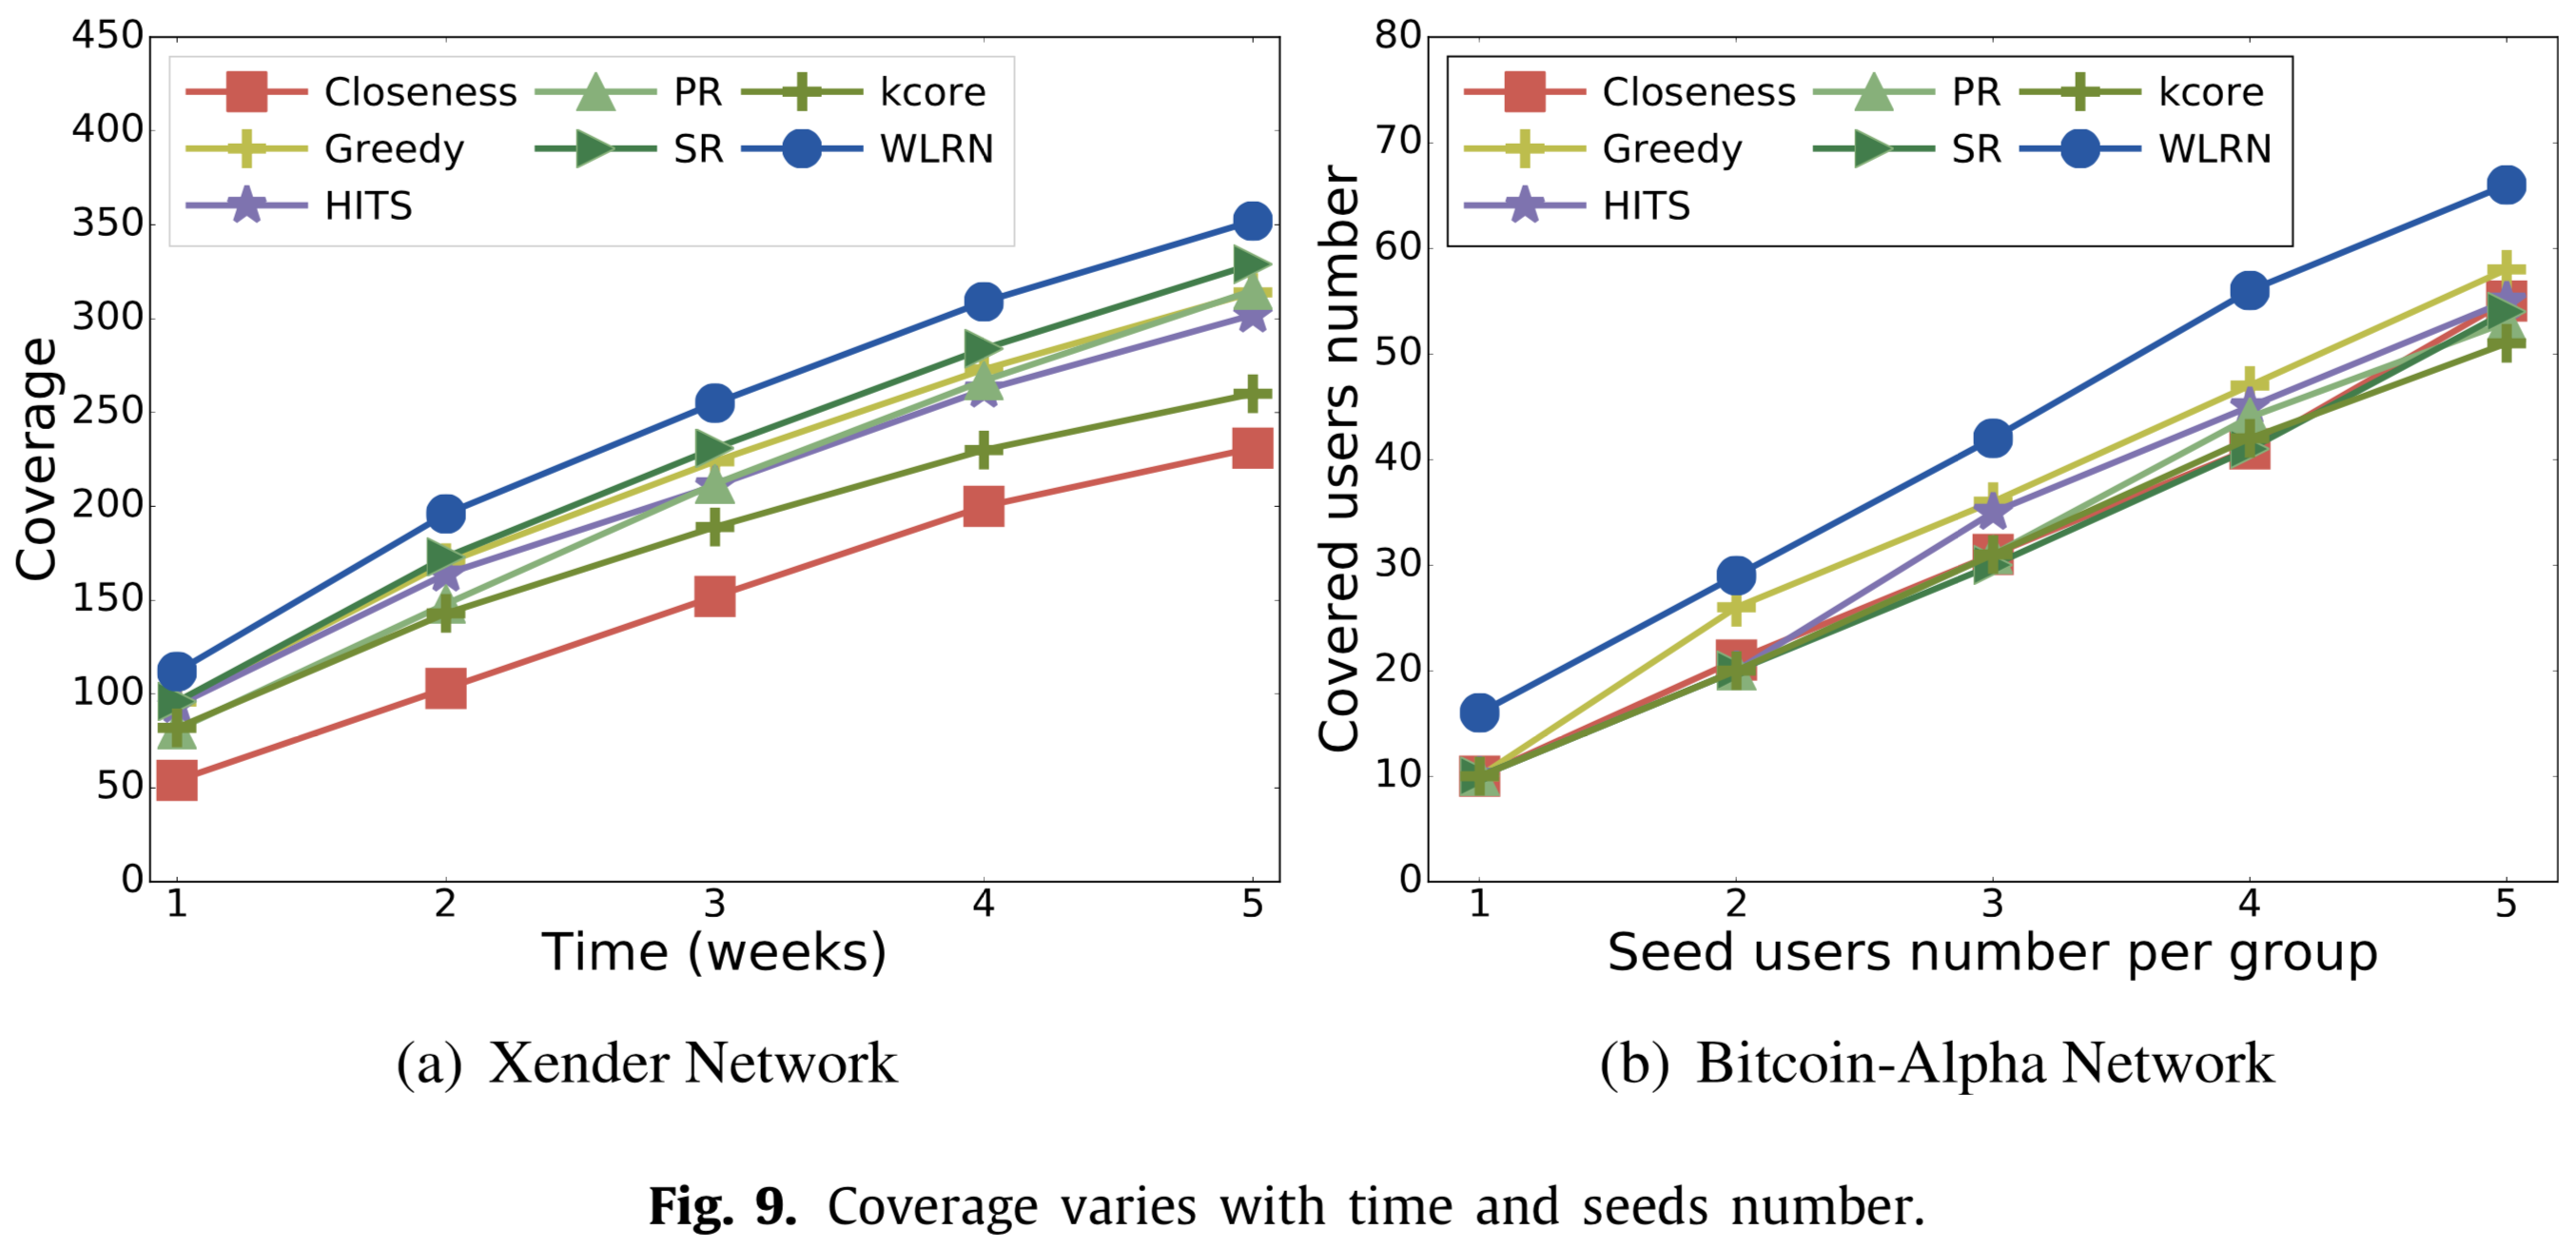 450
400
350
300
250
200
150
100
50
0
Coverage
Closeness PR kcore
Greedy SR WLRN
HITS
1 2 3 4 5
Time (weeks)
(a) Xender Network
80
70
60
50
40
30
20
10
0
Covered users number
Closeness PR kcore
Greedy SR WLRN
HITS
1 2 3 4 5
Seed users number per group
(b) Bitcoin-Alpha Network
Fig. 9. Coverage varies with time and seeds number.